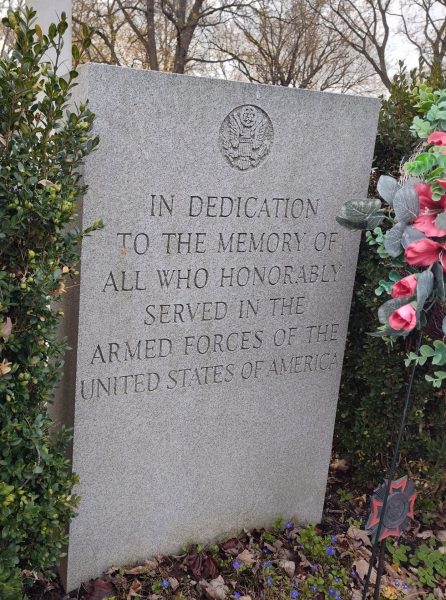 IN DEDICATION
TO THE MEMORY OF
ALL WHO HONORABLY
SERVED IN THE
ARMED FORCES OF THE
UNITED STATES OF AMERICA